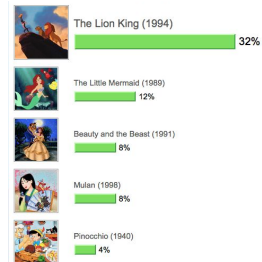 The Lion King (1994)
32%
The Little Mermaid (1989)
12%
Beauty and the Beast (1991)
8%
Mulan (1998)
8%
Pinocchio (1940)
4%